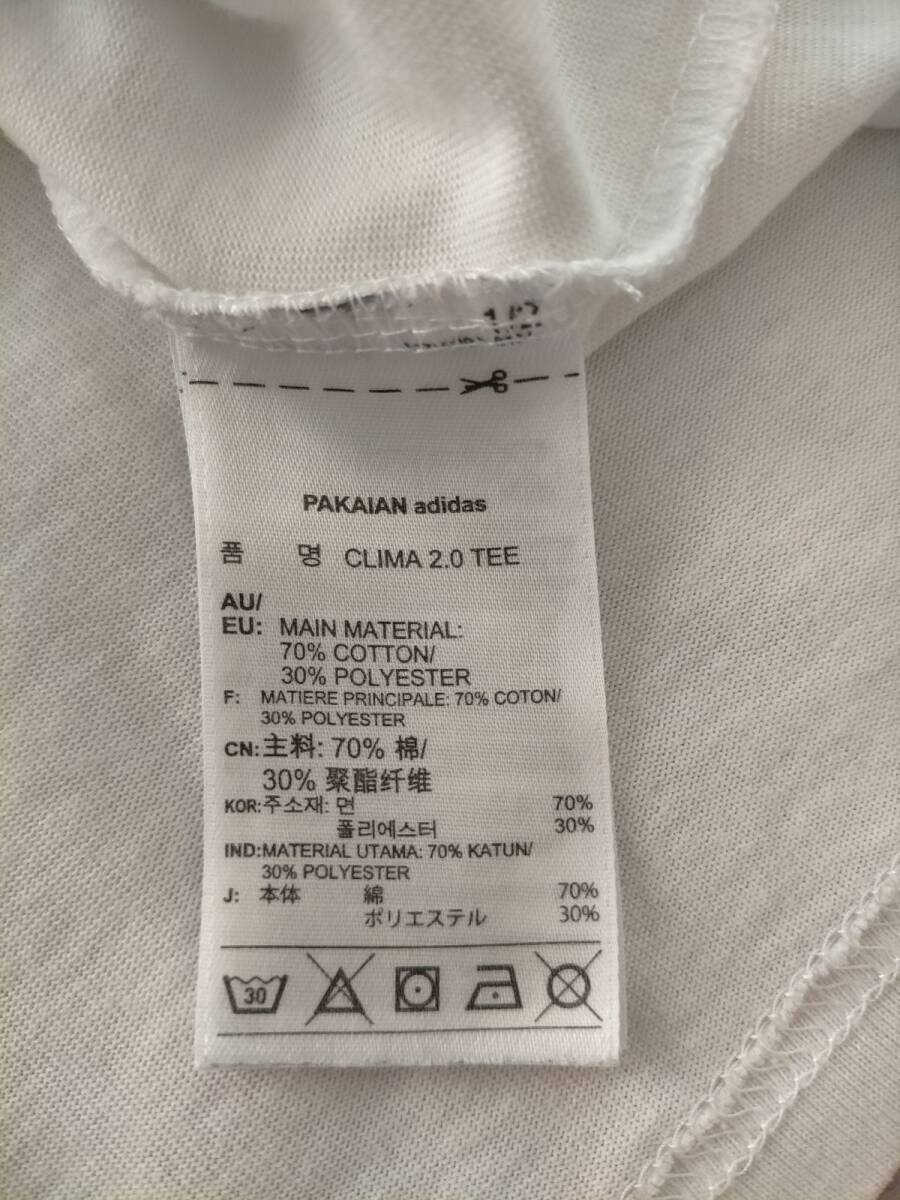 PAKAIAN adidas
품 명 CLIMA 2.0 TEE
AU/
EU: MAIN MATERIAL:
70% COTTON/
30% POLYESTER
F: MATIERE PRINCIPALE: 70% COTON/
30% POLYESTER
CN: 主料: 70% 棉/
30% 聚酯纤维
KOR: 주소재: 면 70%
폴리에스터 30%
IND: MATERIAL UTAMA: 70% KATUN/
30% POLYESTER
J: 本体 綿 70%
ポリエステル 30%
30